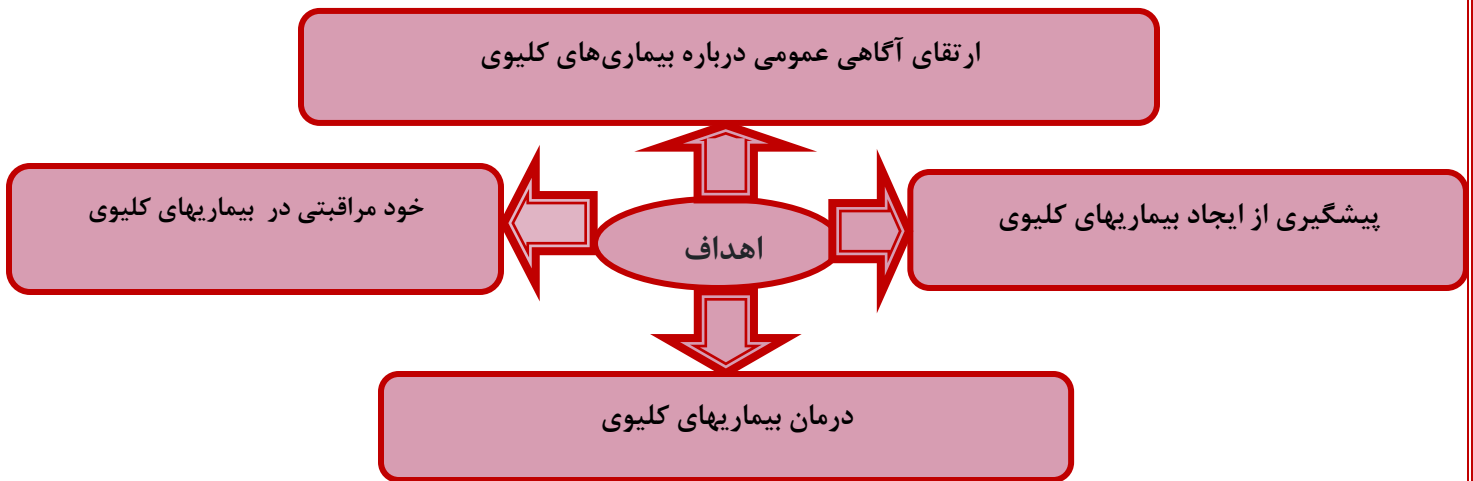 ارتقای آگاهی عمومی درباره بیماری‌های کلیوی
پیشگیری از ایجاد بیماریهای کلیوی
خود مراقبتی در بیماریهای کلیوی
اهداف
درمان بیماریهای کلیوی